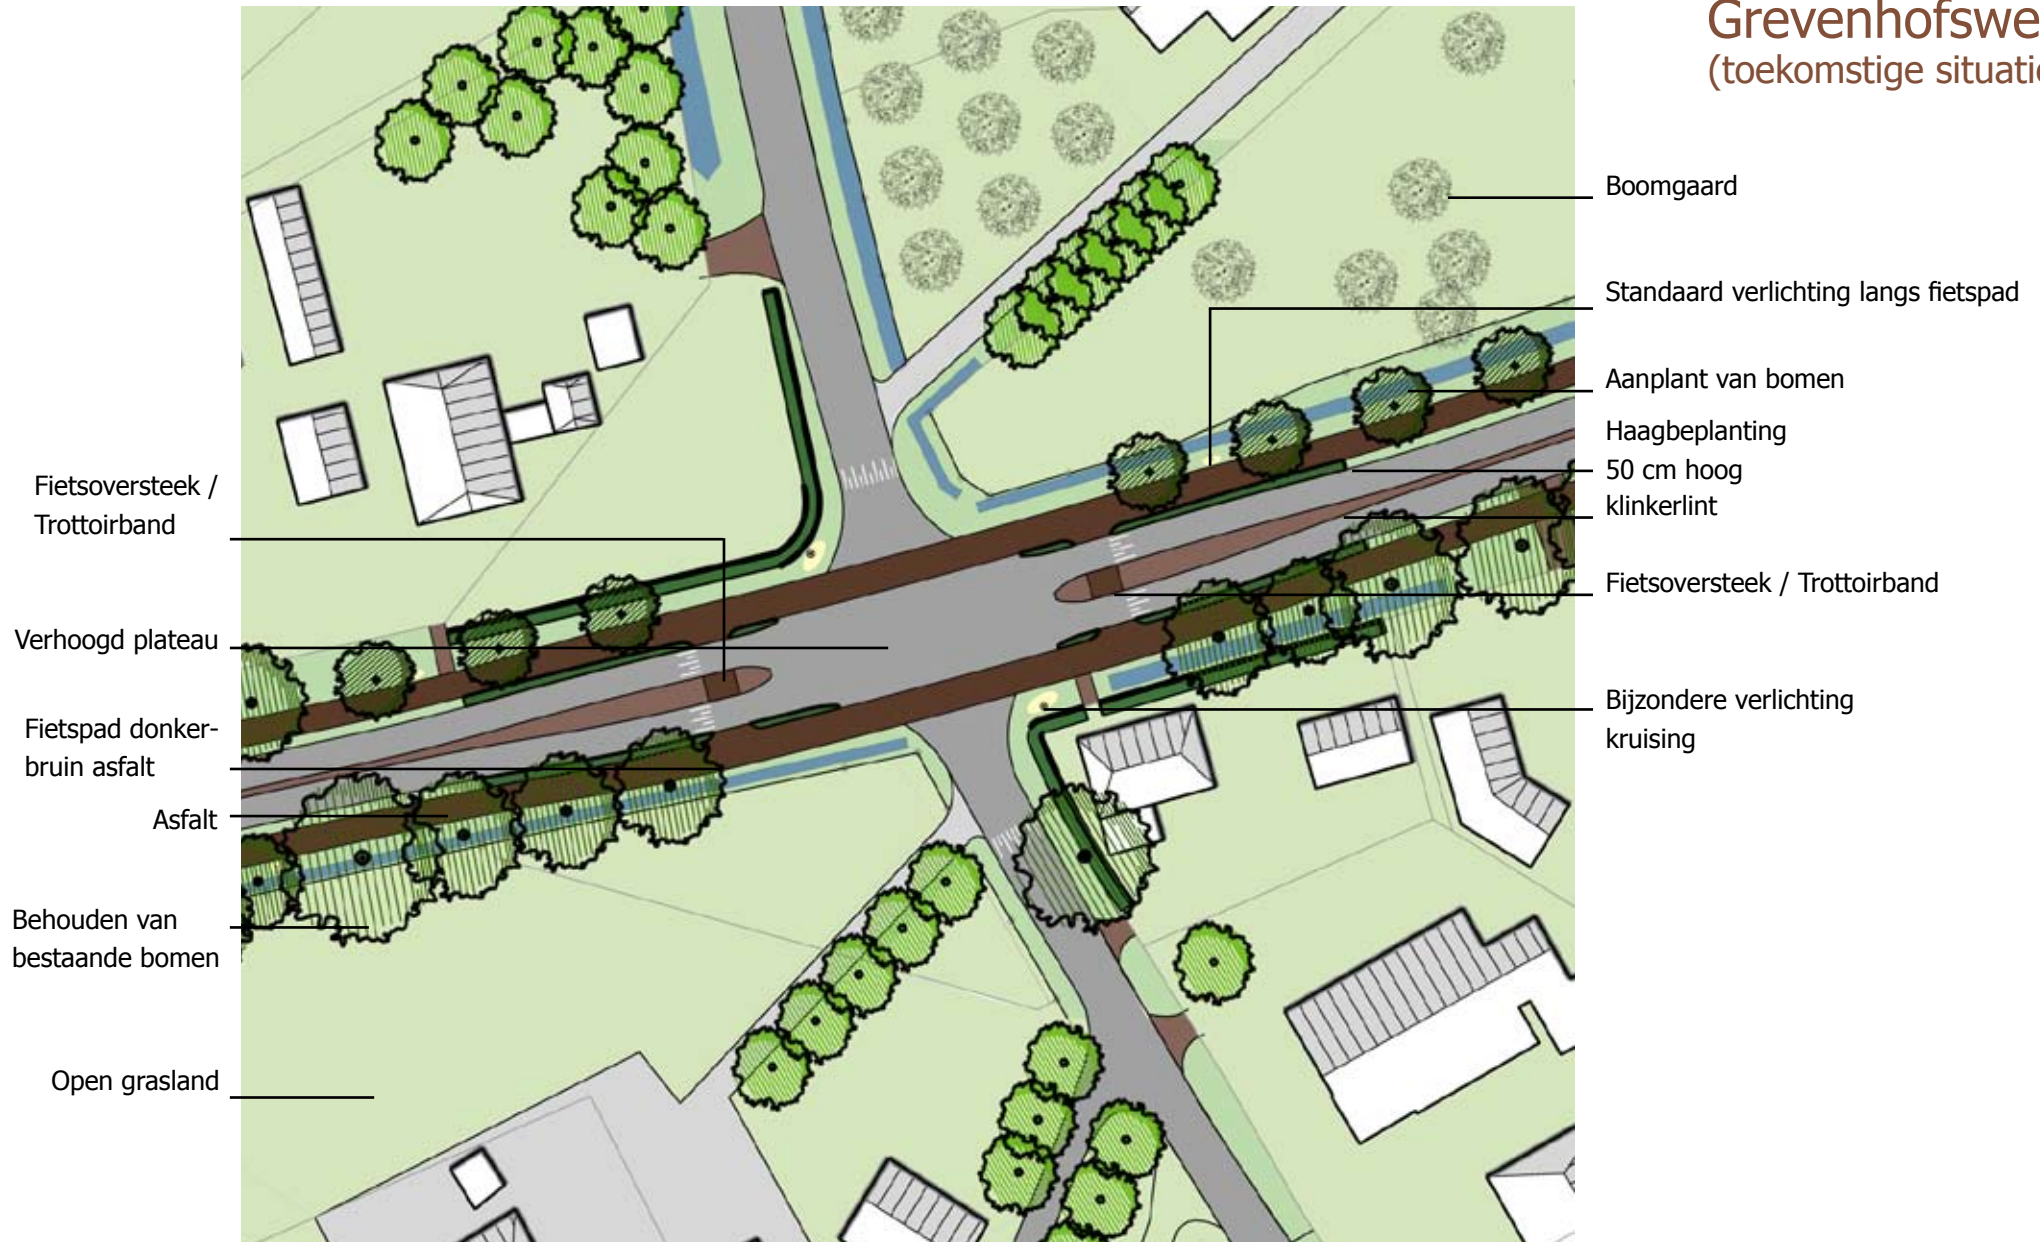 Grevenhofswe
(toekomstige situatie
Fietsoversteek /
Trottoirband
Verhoogd plateau
Fietspad donker-
bruin asfalt
Asfalt
Behouden van
bestaande bomen
Open grasland
Boomgaard
Standaard verlichting langs fietspad
Aanplant van bomen
Haagbeplanting
50 cm hoog
klinkerlint
Fietsoversteek / Trottoirband
Bijzondere verlichting
kruising